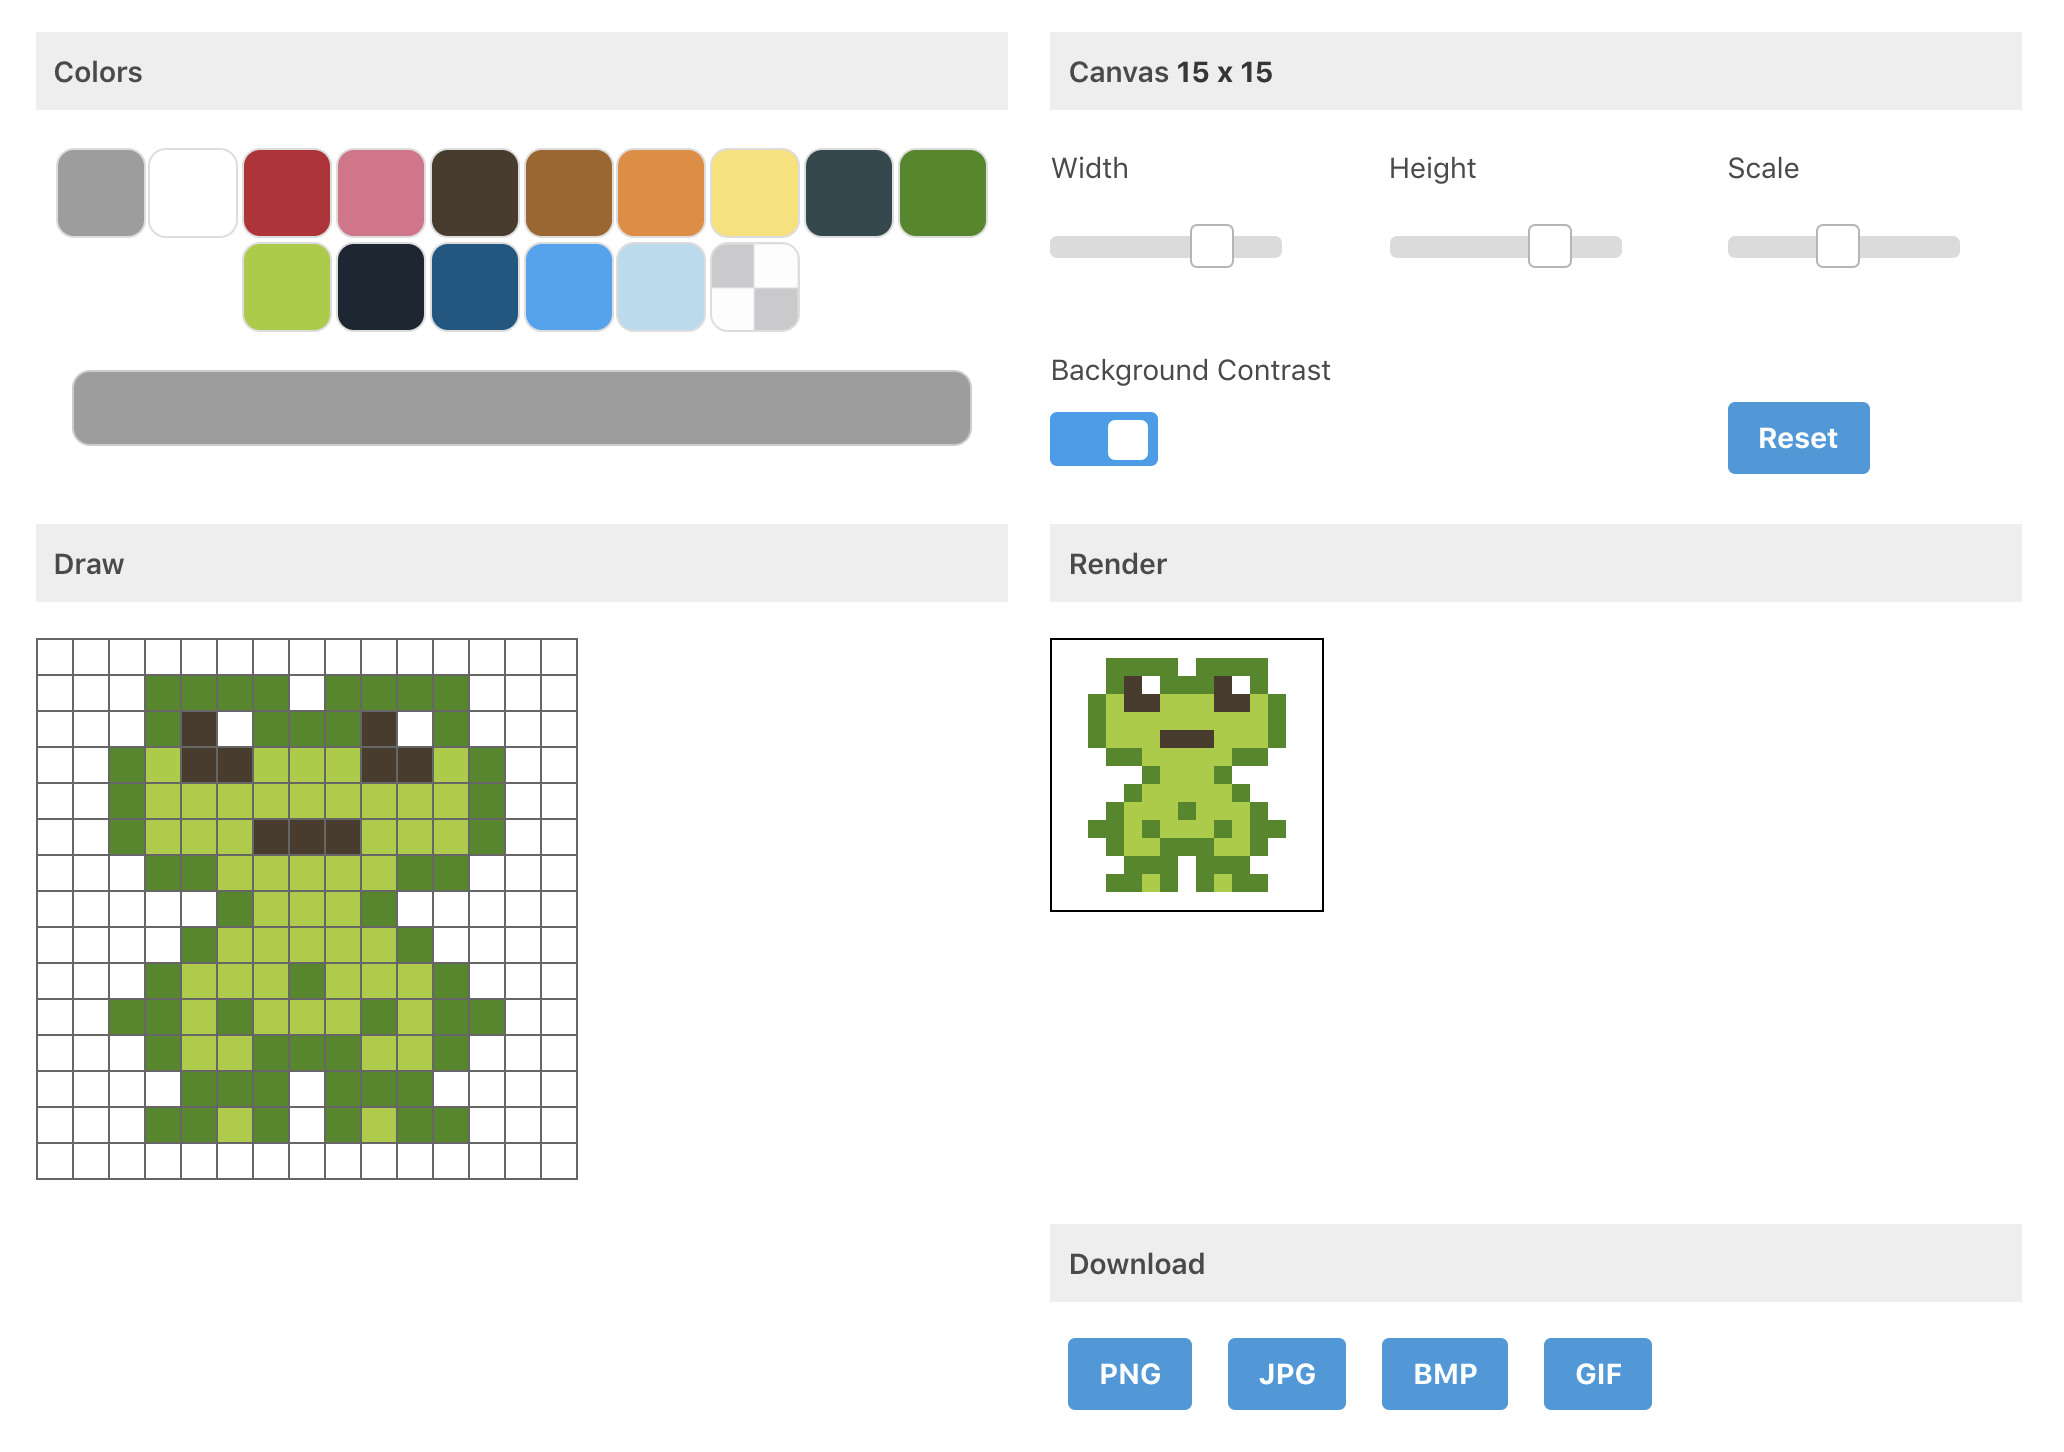 Colors
Canvas 15 x 15
Width
Height
Scale
Background Contrast
Reset
Draw
Render
Download
PNG
JPG
BMP
GIF